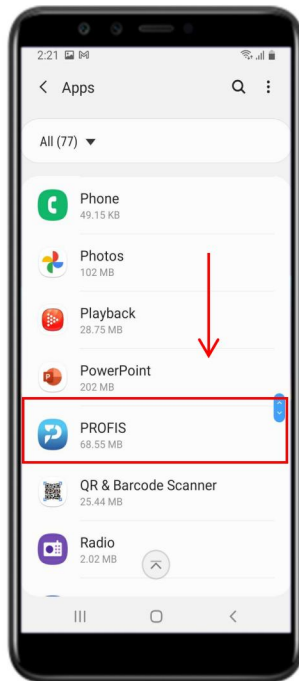 2:21
Apps
All (77)
Phone
49.15 KB
Photos
102 MB
Playback
28.75 MB
PowerPoint
202 MB
PROFIS
68.55 MB
QR & Barcode Scanner
25.44 MB
Radio
2.02 MB